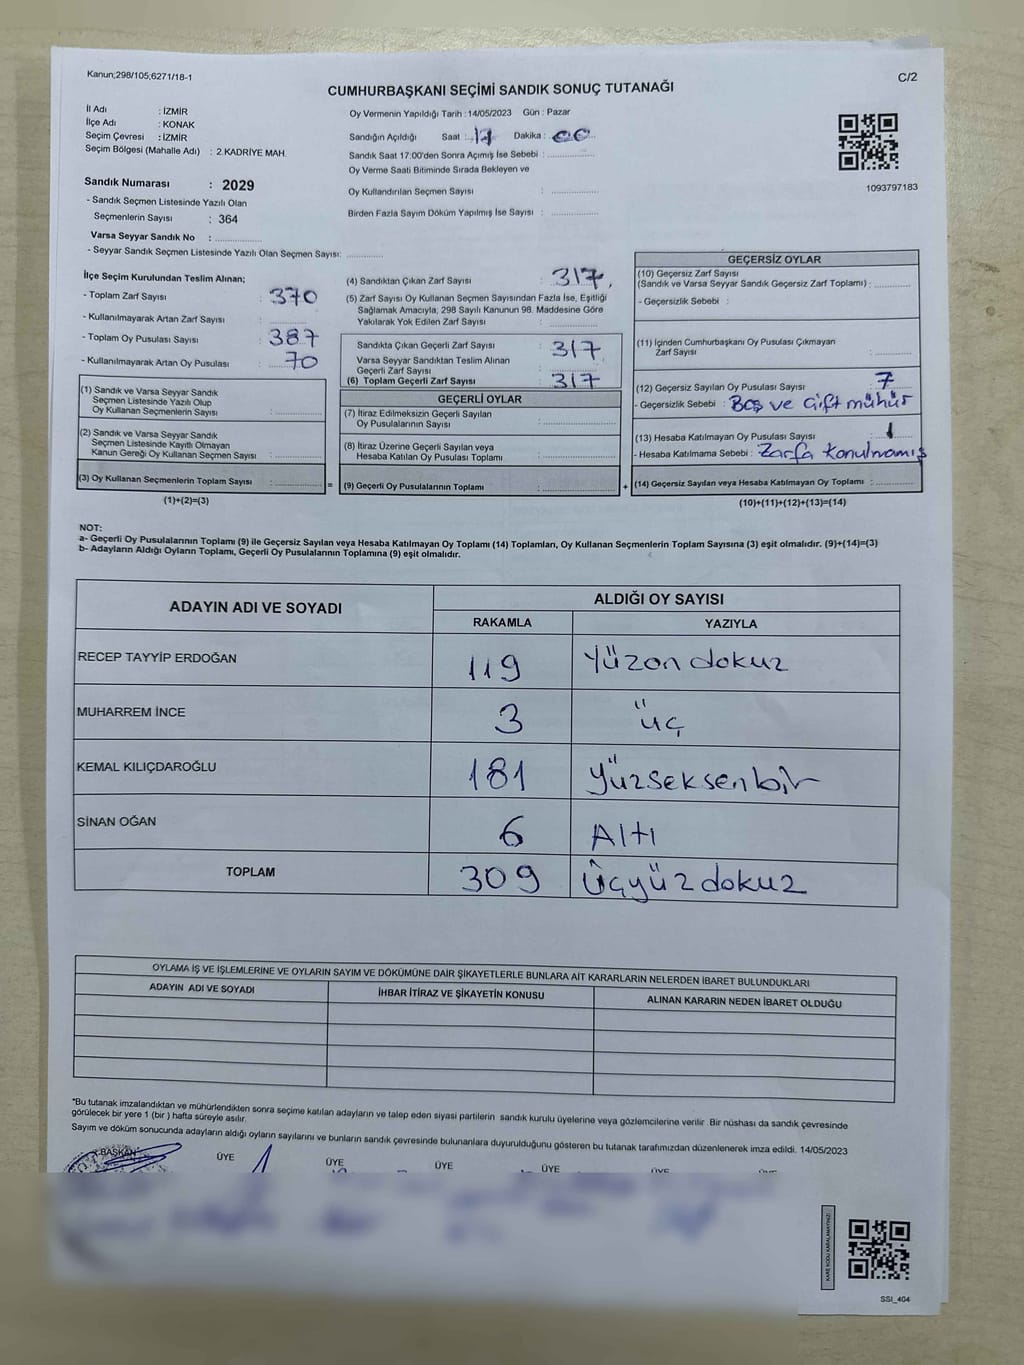 Kanun;298/105;6271/18-1
C/2
CUMHURBAŞKANI SEÇİMİ SANDIK SONUÇ TUTANAĞI
İl Adı : İZMİR
İlçe Adı : KONAK
Seçim Çevresi : İZMİR
Seçim Bölgesi (Mahalle Adı) : 2.KADRİYE MAH.
Oy Vermenin Yapıldığı Tarih : 14/05/2023 Gün : Pazar
Sandığın Açıldığı Saat : 17 Dakika : 00
Sandık Saat 17:00'den Sonra Açımış İse Sebebi : ..............
Oy Verme Saati Bitiminde Sırada Bekleyen ve
Oy Kullandırılan Seçmen Sayısı : ..............
Birden Fazla Sayım Döküm Yapılmış İse Sayısı : ..............
1093797183
Sandık Numarası : 2029
- Sandık Seçmen Listesinde Yazılı Olan
Seçmenlerin Sayısı : 364
Varsa Seyyar Sandık No : ..............
- Seyyar Sandık Seçmen Listesinde Yazılı Olan Seçmen Sayısı: ..............
İlçe Seçim Kurulundan Teslim Alınan;
- Toplam Zarf Sayısı : 370
- Kullanılmayarak Artan Zarf Sayısı : ..............
- Toplam Oy Pusulası Sayısı : 387
- Kullanılmayarak Artan Oy Pusulası : 70
(1) Sandık ve Varsa Seyyar Sandık
Seçmen Listesinde Yazılı Olup
Oy Kullanan Seçmenlerin Sayısı : ..............
(2) Sandık ve Varsa Seyyar Sandık
Seçmen Listesinde Kayıtlı Olmayan
Kanun Gereği Oy Kullanan Seçmen Sayısı : ..............
(3) Oy Kullanan Seçmenlerin Toplam Sayısı : .............. =
(1)+(2)=(3)
(4) Sandıktan Çıkan Zarf Sayısı : 317
(5) Zarf Sayısı Oy Kullanan Seçmen Sayısından Fazla İse, Eşitliği
Sağlamak Amacıyla; 298 Sayılı Kanunun 98. Maddesine Göre
Yakılarak Yok Edilen Zarf Sayısı : ..............
Sandıkta Çıkan Geçerli Zarf Sayısı : 317
Varsa Seyyar Sandıktan Teslim Alınan
Geçerli Zarf Sayısı : ..............
(6) Toplam Geçerli Zarf Sayısı : 317
GEÇERLİ OYLAR
(7) İtiraz Edilmeksizin Geçerli Sayılan
Oy Pusulasının Sayısı : ..............
(8) İtiraz Üzerine Geçerli Sayılan veya
Hesaba Katılan Oy Pusulası Toplamı : ..............
(9) Geçerli Oy Pusulalarının Toplamı : .............. +
GEÇERSİZ OYLAR
(10) Geçersiz Zarf Sayısı
(Sandık ve Varsa Seyyar Sandık Geçersiz Zarf Toplamı) : ..............
- Geçersizlik Sebebi :
(11) İçinden Cumhurbaşkanı Oy Pusulası Çıkmayan
Zarf Sayısı : ..............
(12) Geçersiz Sayılan Oy Pusulası Sayısı : 7
- Geçersizlik Sebebi : Boş ve çift mühür
(13) Hesaba Katılmayan Oy Pusulası Sayısı : 1
- Hesaba Katılmama Sebebi : Zarfa konulmamış
(14) Geçersiz Sayılan veya Hesaba Katılmayan Oy Toplamı : ..............
(10)+(11)+(12)+(13)=(14)
NOT:
a- Geçerli Oy Pusulalarının Toplamı (9) ile Geçersiz Sayılan veya Hesaba Katılmayan Oy Toplamı (14) Toplamları, Oy Kullanan Seçmenlerin Toplam Sayısına (3) eşit olmalıdır. (9)+(14)=(3)
b- Adayların Aldığı Oyların Toplamı, Geçerli Oy Pusulalarının Toplamına (9) eşit olmalıdır.
ADAYIN ADI VE SOYADI ALDIĞI OY SAYISI
RAKAMLA YAZIYLA
RECEP TAYYİP ERDOĞAN 119 Yüzon dokuz
MUHARREM İNCE 3 üç
KEMAL KILIÇDAROĞLU 181 yüzseksenbir
SİNAN OĞAN 6 Altı
TOPLAM 309 Üçyüzdokuz
OYLAMA İŞ VE İŞLEMLERİNE VE OYLARIN SAYIM VE DÖKÜMÜNE DAİR ŞİKAYETLERLE BUNLARA AİT KARARLARIN NELERDEN İBARET BULUNDUKLARI
ADAYIN ADI VE SOYADI İHBAR İTİRAZ VE ŞİKAYETİN KONUSU ALINAN KARARIN NEDEN İBARET OLDUĞU
*Bu tutanak imzalandıktan ve mühürlendikten sonra seçime katılan adayların ve talep eden siyasi partilerin sandık kurulu üyelerine veya gözlemcilerine verilir. Bir nüshası da sandık çevresinde
görülecek bir yere 1 (bir ) hafta süreyle asılır.
Sayım ve döküm sonucunda adayların aldığı oyların sayılarını ve bunların sandık çevresinde bulunanlara duyurulduğunu gösteren bu tutanak tarafımızdan düzenlenerek imza edildi. 14/05/2023
BAŞKAN ÜYE ÜYE ÜYE ÜYE ÜYE ÜYE
KARE KODU KARALAMAYINIZ!
SSI_404